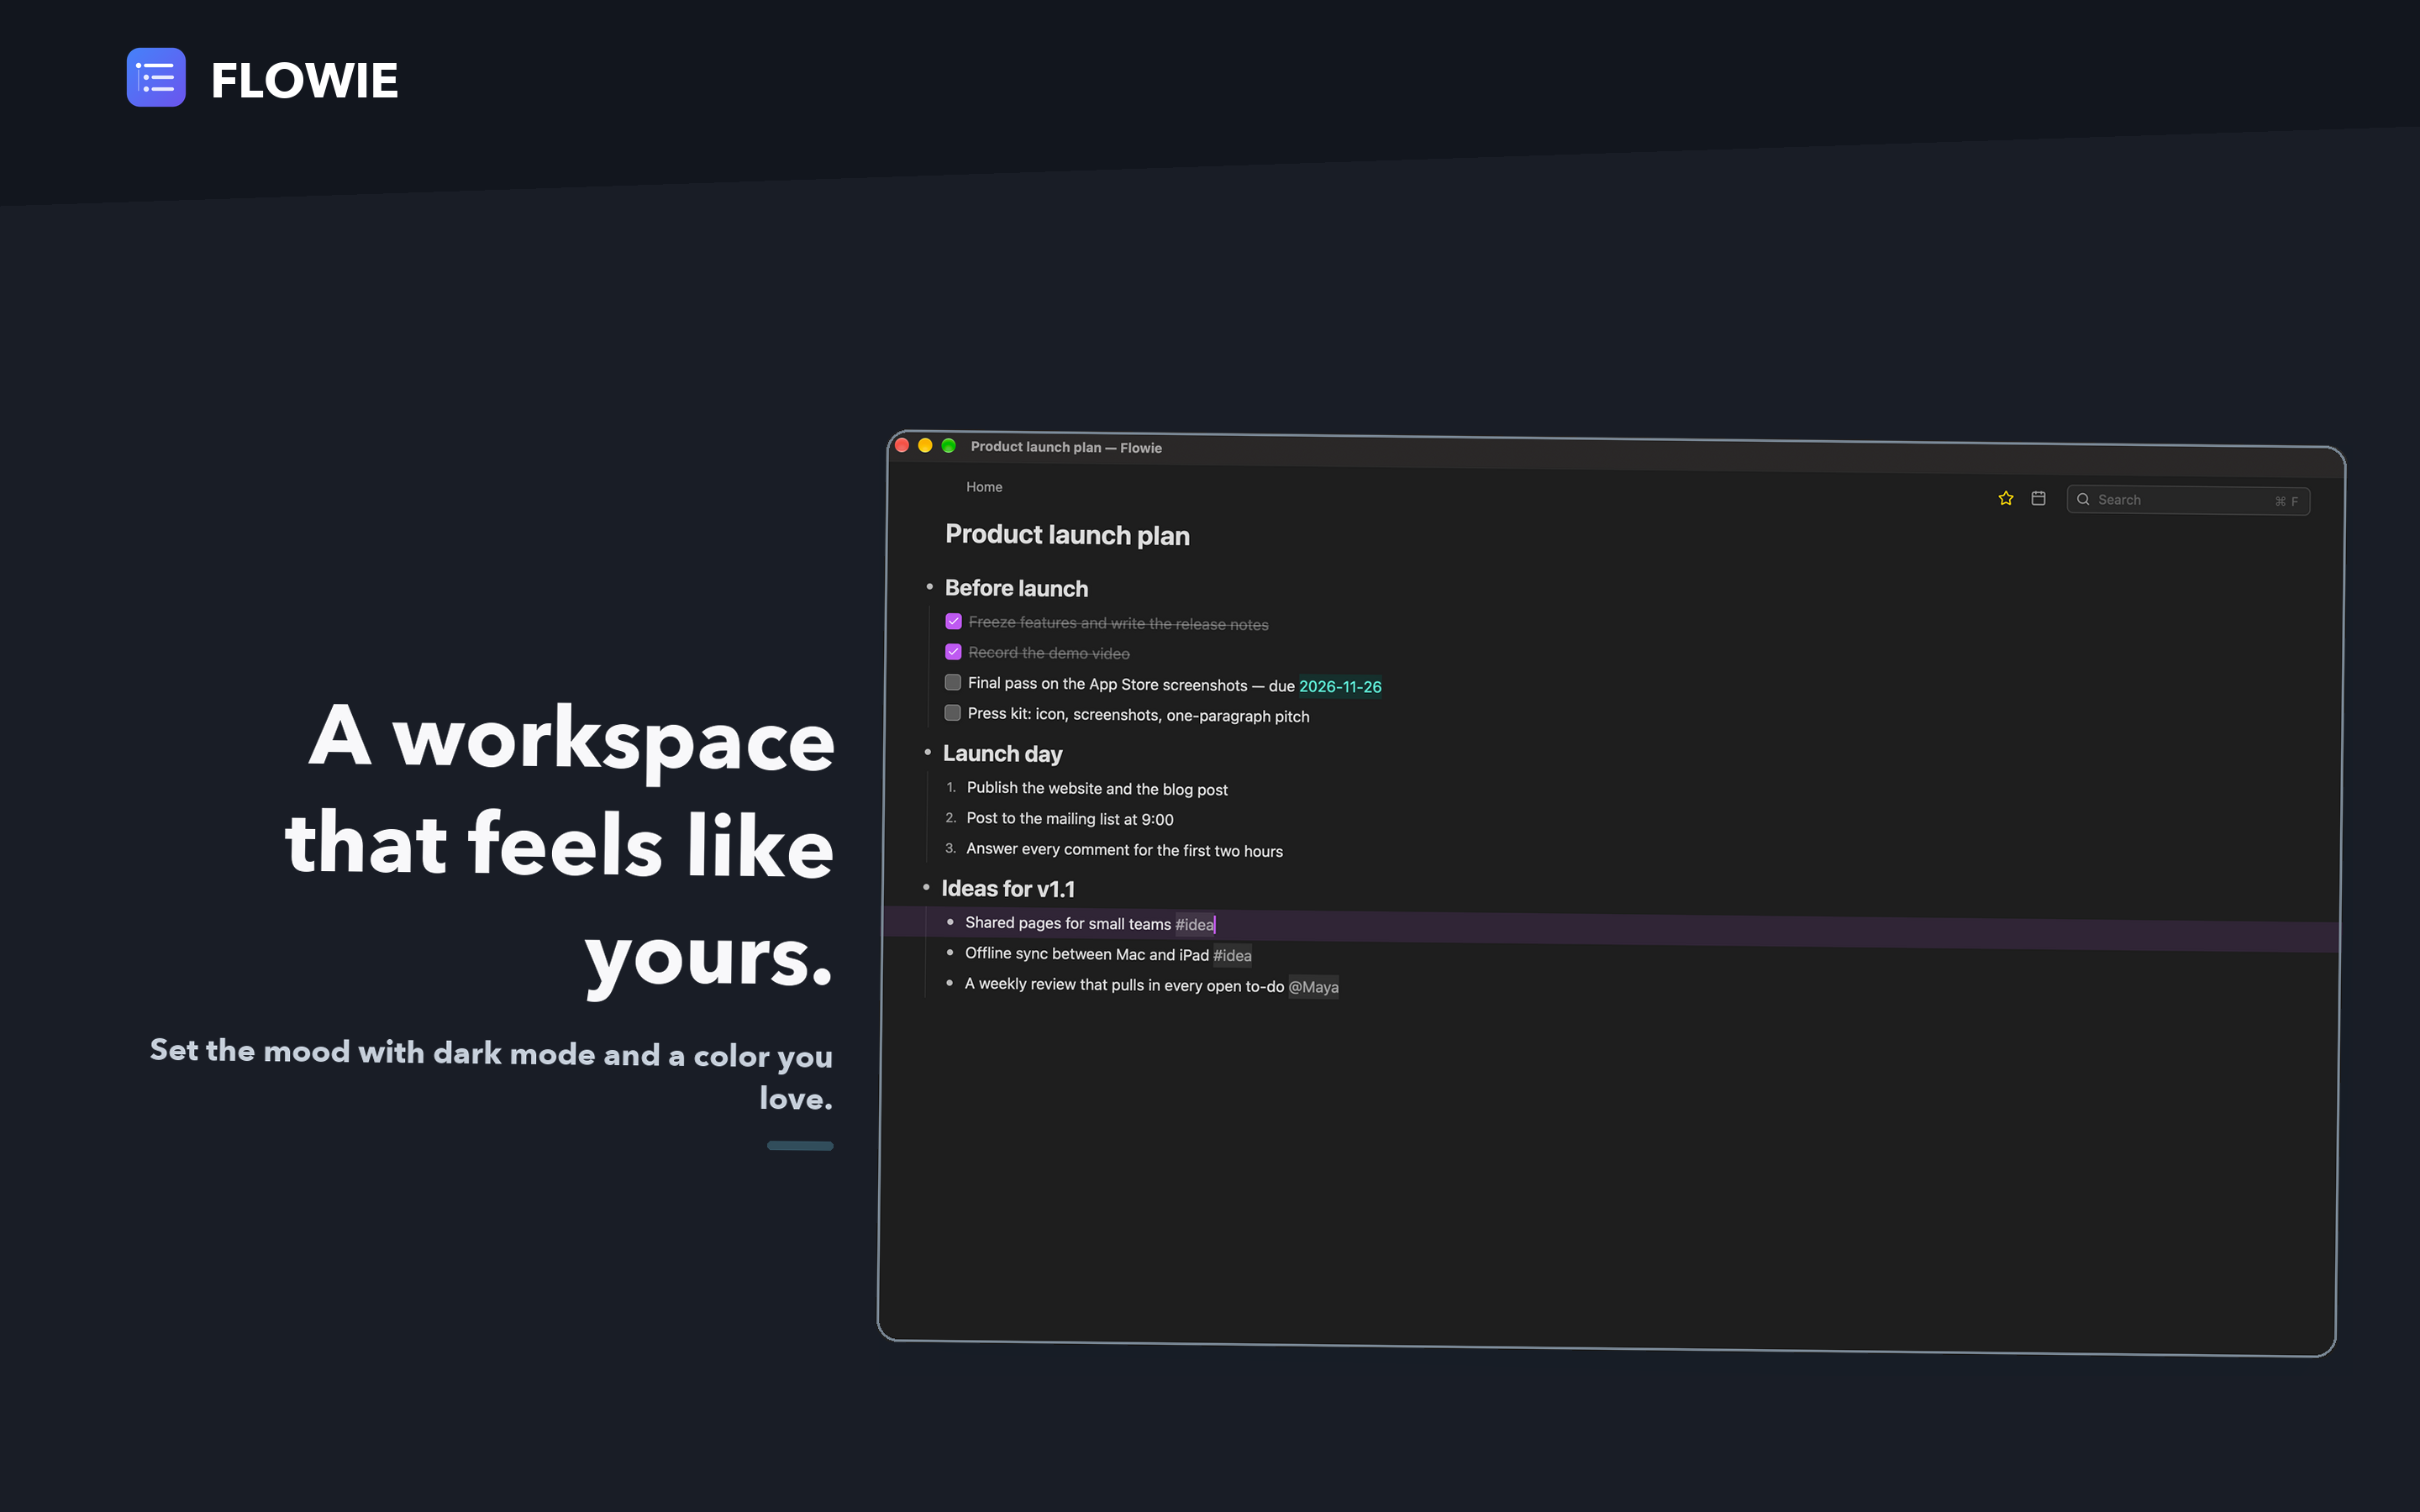 FLOWIE
A workspace
that feels like
yours.
Set the mood with dark mode and a color you
love.
Product launch plan — Flowie
Home
Search ⌘ F
Product launch plan
• Before launch
Freeze features and write the release notes
Record the demo video
Final pass on the App Store screenshots — due 2026-11-26
Press kit: icon, screenshots, one-paragraph pitch
• Launch day
1. Publish the website and the blog post
2. Post to the mailing list at 9:00
3. Answer every comment for the first two hours
• Ideas for v1.1
• Shared pages for small teams #idea
• Offline sync between Mac and iPad #idea
• A weekly review that pulls in every open to-do @Maya